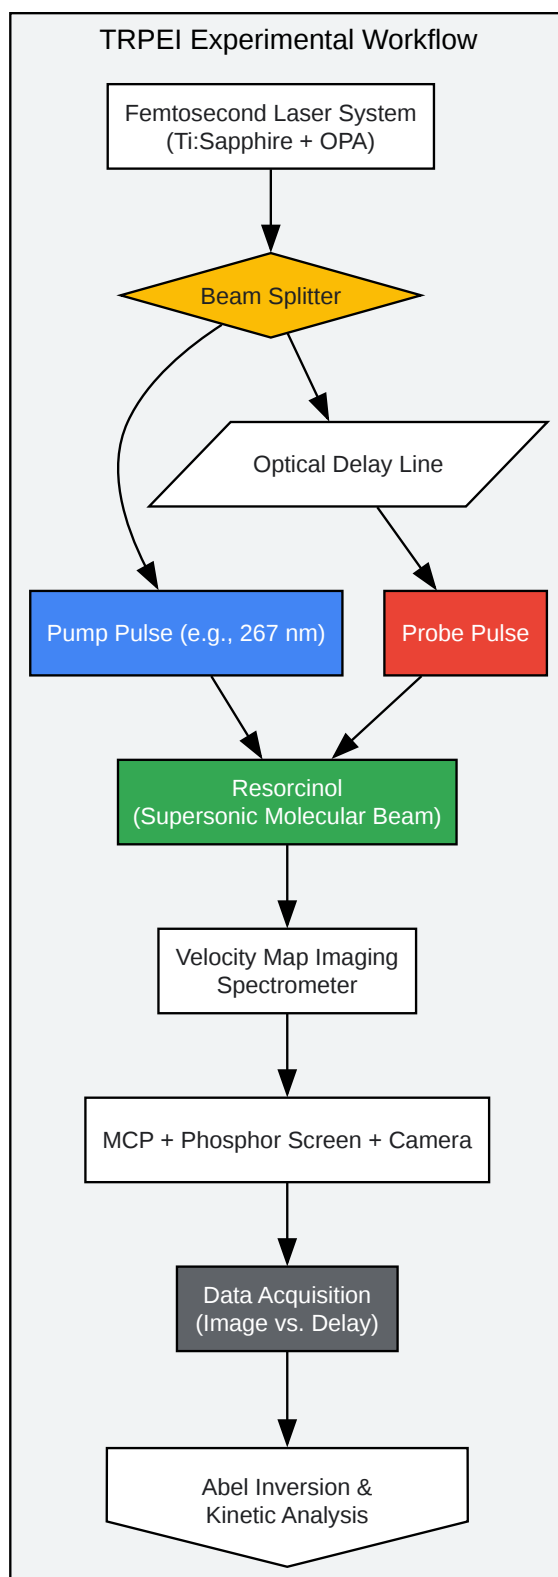 TRPEI Experimental Workflow
Femtosecond Laser System
(Ti:Sapphire + OPA)
Beam Splitter
Optical Delay Line
Pump Pulse (e.g., 267 nm)
Probe Pulse
Resorcinol
(Supersonic Molecular Beam)
Velocity Map Imaging
Spectrometer
MCP + Phosphor Screen + Camera
Data Acquisition
(Image vs. Delay)
Abel Inversion &
Kinetic Analysis